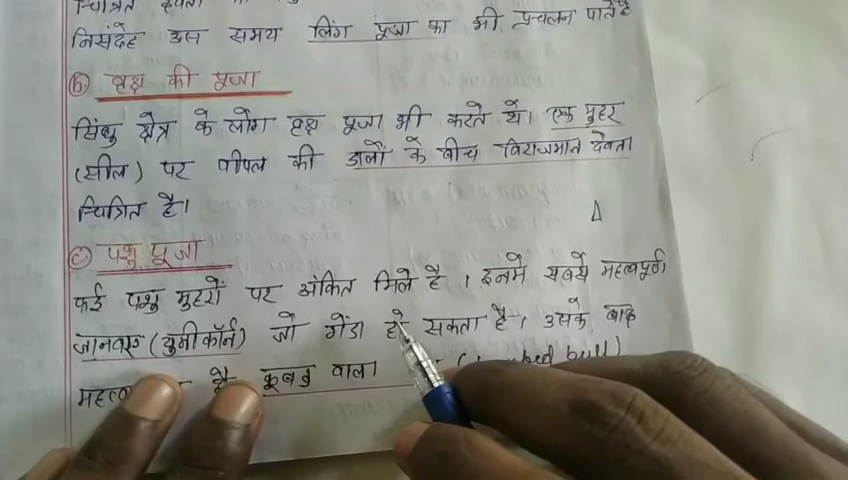 चित्रित
निसंदेह उस समय लिंग पूजा का भी प्रचलन पाते है
(b) वृक्ष की पूजा
सिंधु क्षेत्र के लोग वृक्ष पूजा भी करते थे। एक मुहर
(सील) पर पीपल की डालों के बीच विराजमान देवता
चित्रित है।
(c) पशु पूजा
कई पशु मुहरों पर अंकित मिले है। इनमे सबसे महत्वपूर्ण
जानवर (युनीकॉर्न) जो गेंडा हो सकता है। उसके बाद
है कूबड़ वाला